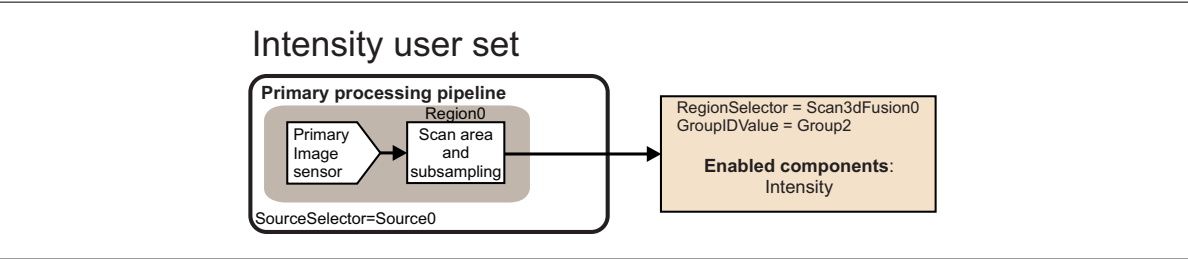 Intensity user set
Primary processing pipeline
Region0
Primary
Image
sensor
Scan area
and
subsampling
SourceSelector=Source0
RegionSelector = Scan3dFusion0
GroupIDValue = Group2
Enabled components:
Intensity